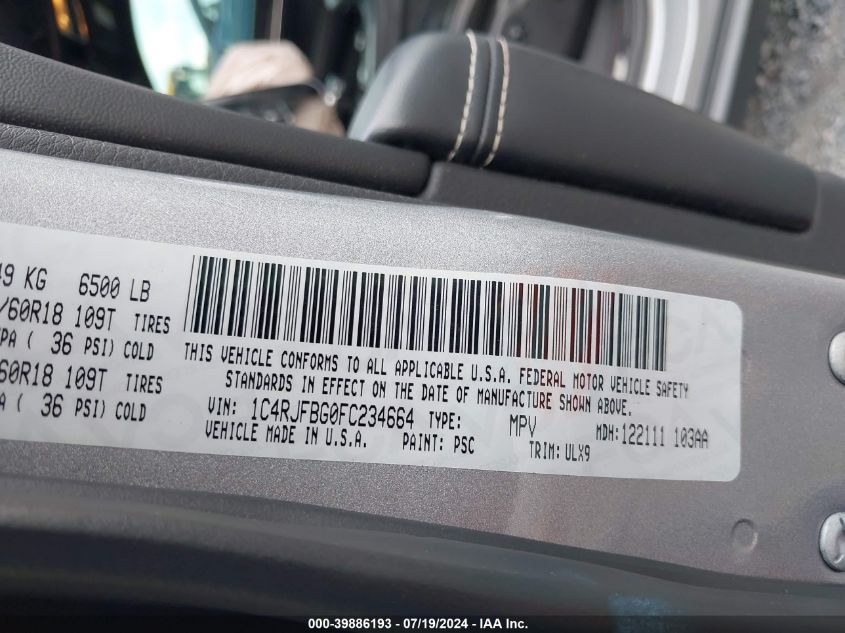 49 KG 6500 LB
/60R18 109T TIRES
PA ( 36 PSI) COLD
60R18 109T TIRES
PA ( 36 PSI) COLD
THIS VEHICLE CONFORMS TO ALL APPLICABLE U.S.A. FEDERAL MOTOR VEHICLE SAFETY
STANDARDS IN EFFECT ON THE DATE OF MANUFACTURE SHOWN ABOVE.
VIN: 1C4RJFBG0FC234664 TYPE: MPV MDH:122111 103AA
VEHICLE MADE IN U.S.A. PAINT: PSC TRIM: ULX9
000-39886193 - 07/19/2024 - IAA Inc.